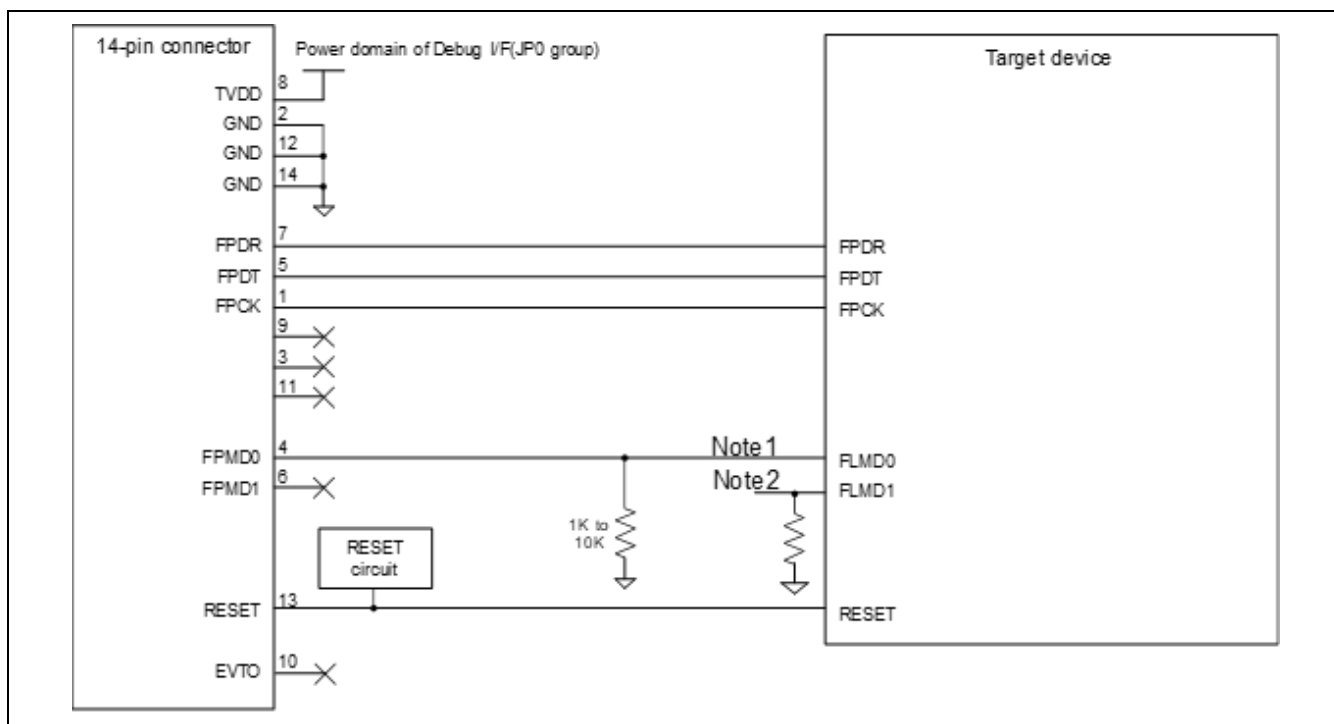 14-pin connector
Power domain of Debug I/F(JP0 group)
Target device
TVDD 8
GND 2
GND 12
GND 14
FPDR 7 FPDR
FPDT 5 FPDT
FPCK 1 FPCK
9
3
11
FPMD0 4 Note1 FLMD0
FPMD1 6 Note2 FLMD1
1K to
10K
RESET
circuit
RESET 13 RESET
EVTO 10